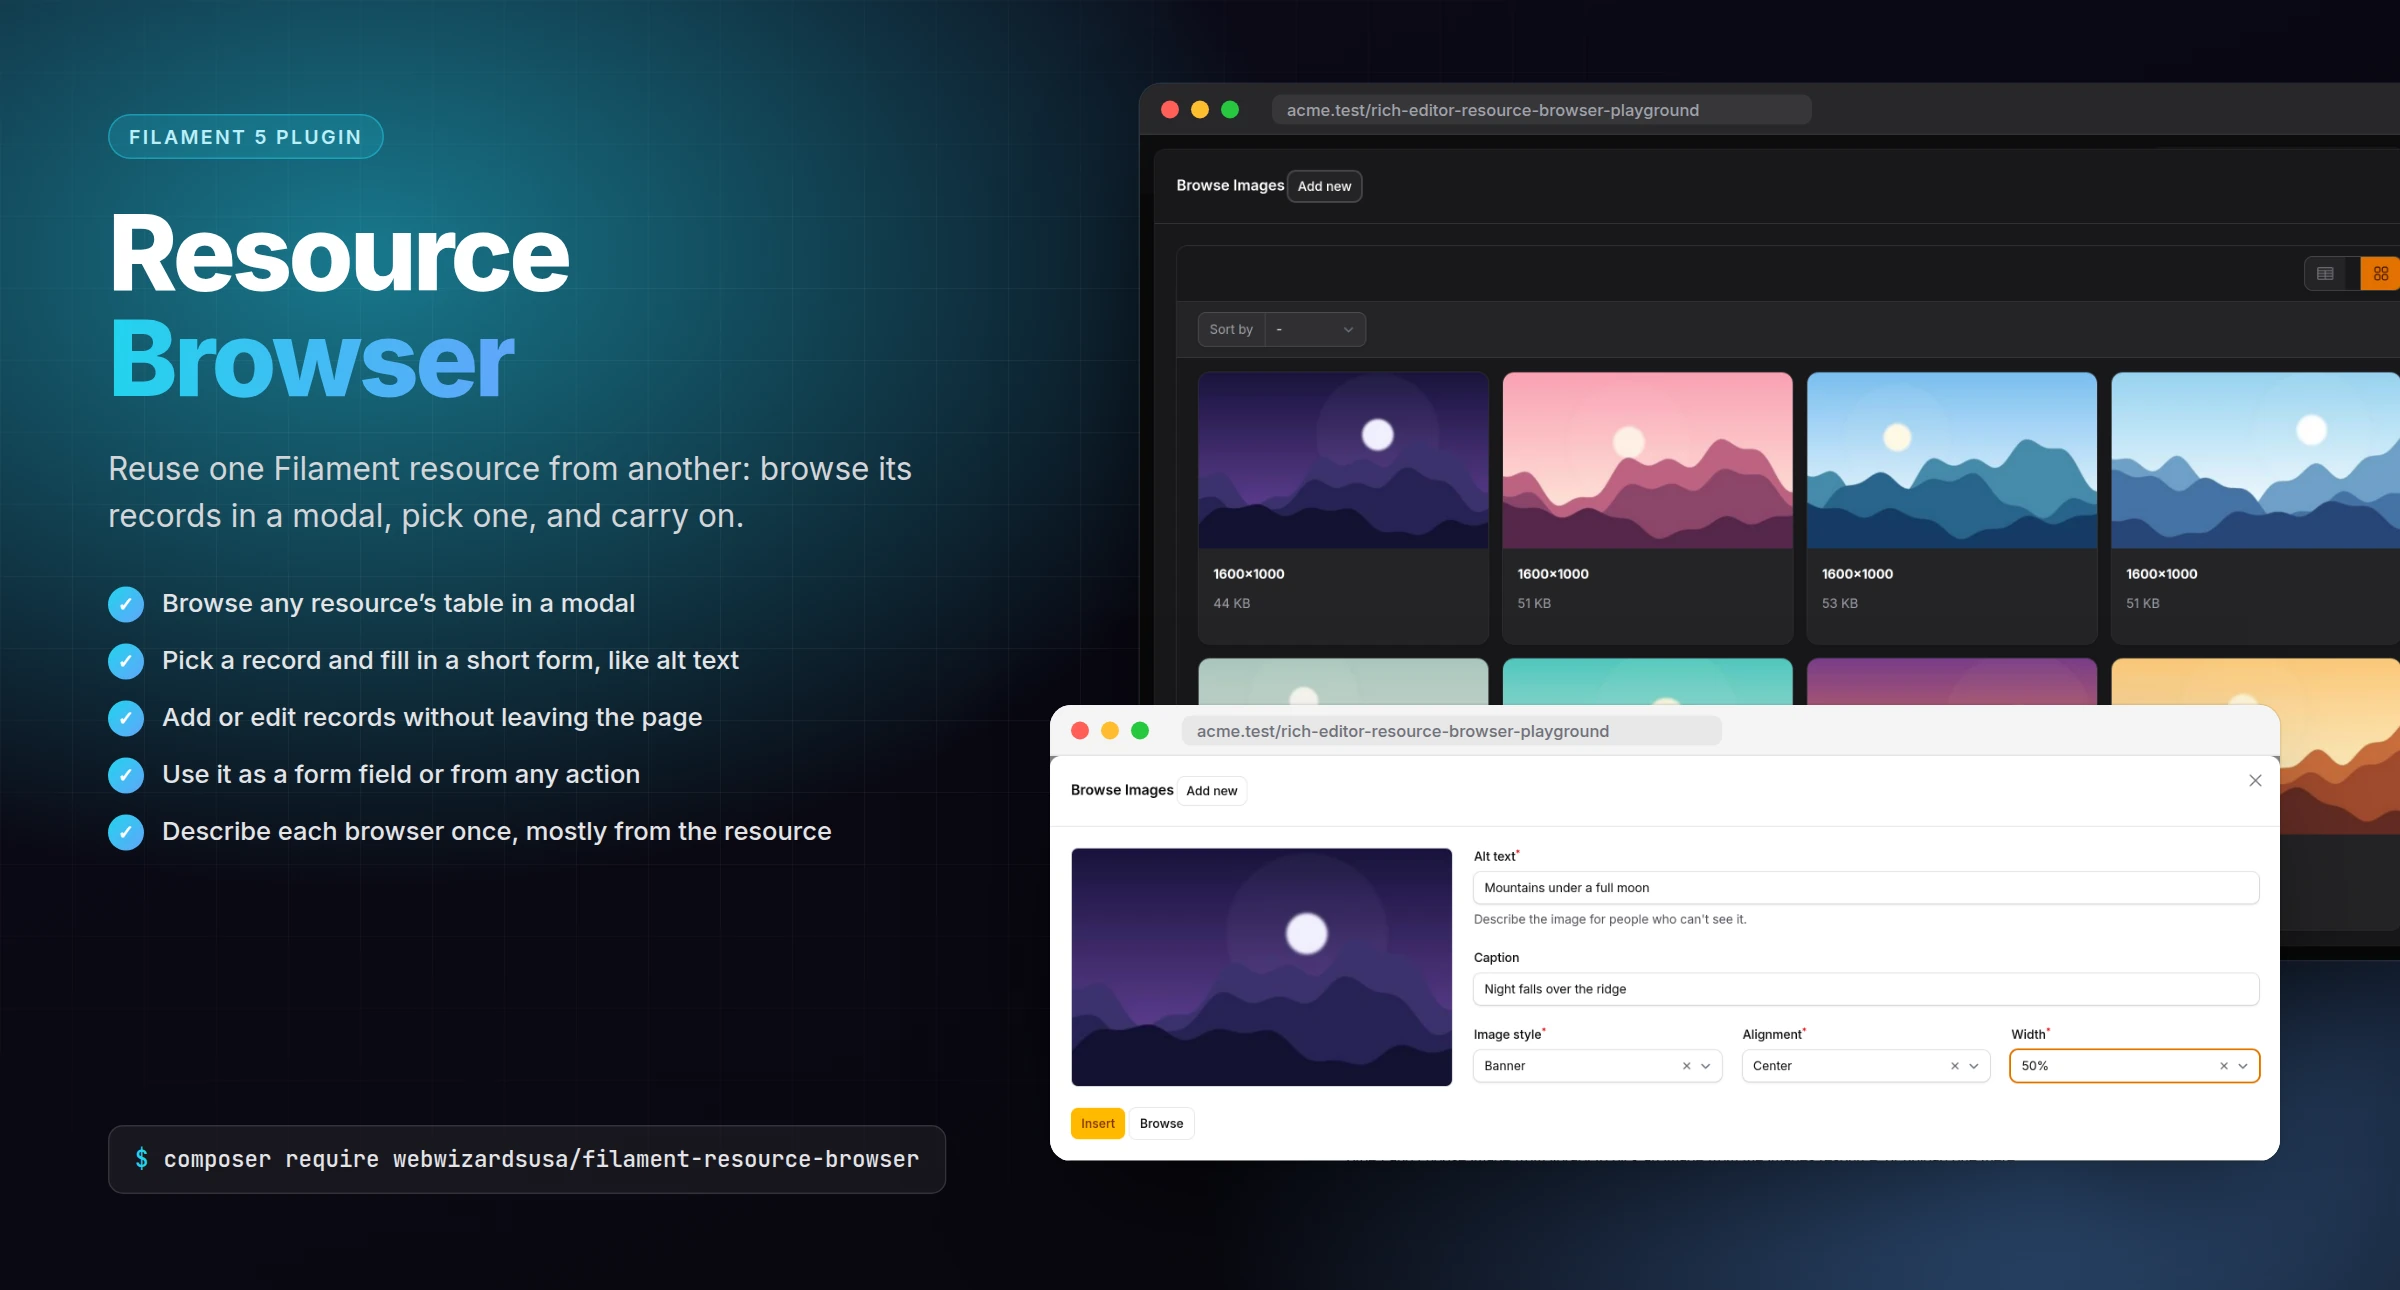 FILAMENT 5 PLUGIN
Resource
Browser
Reuse one Filament resource from another: browse its
records in a modal, pick one, and carry on.
✓ Browse any resource’s table in a modal
✓ Pick a record and fill in a short form, like alt text
✓ Add or edit records without leaving the page
✓ Use it as a form field or from any action
✓ Describe each browser once, mostly from the resource
$ composer require webwizardsusa/filament-resource-browser
acme.test/rich-editor-resource-browser-playground
Browse Images Add new
Sort by -
1600×1000 1600×1000 1600×1000 1600×1000
44 KB 51 KB 53 KB 51 KB
acme.test/rich-editor-resource-browser-playground
Browse Images Add new
Alt text*
Mountains under a full moon
Describe the image for people who can't see it.
Caption
Night falls over the ridge
Image style* Alignment* Width*
Banner Center 50%
Insert Browse